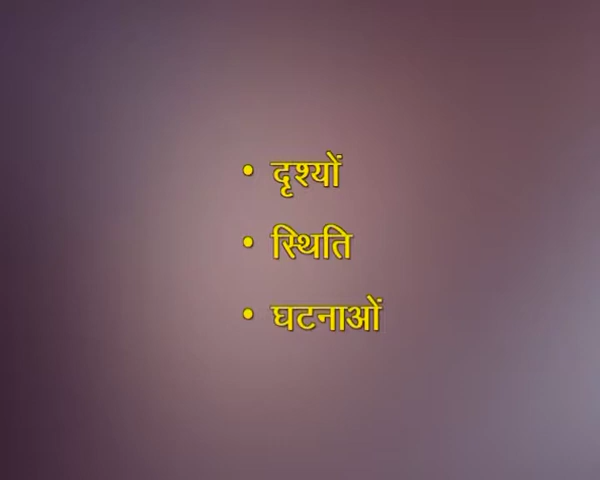 • दृश्यों
• स्थिति
• घटनाओं